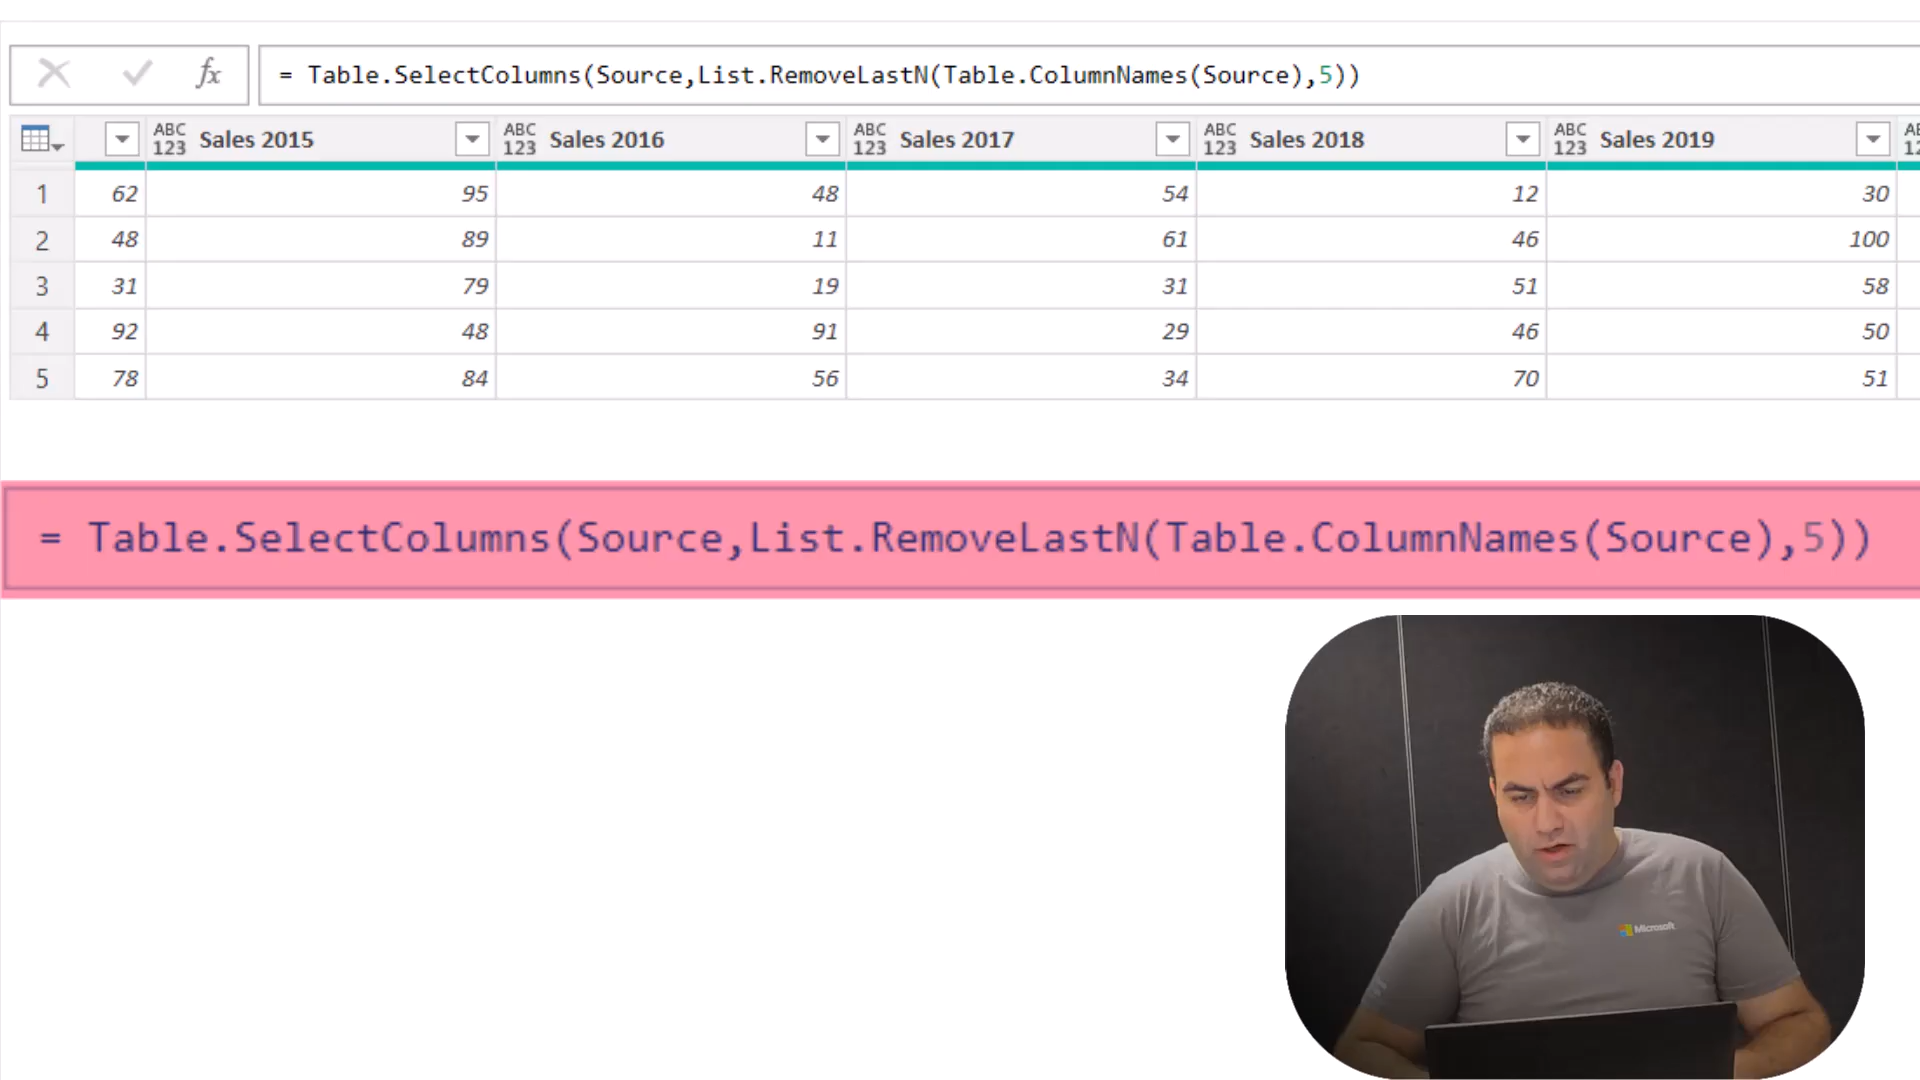 fx = Table.SelectColumns(Source,List.RemoveLastN(Table.ColumnNames(Source),5))
ABC 123 Sales 2015 ABC 123 Sales 2016 ABC 123 Sales 2017 ABC 123 Sales 2018 ABC 123 Sales 2019
1 62 95 48 54 12 30
2 48 89 11 61 46 100
3 31 79 19 31 51 58
4 92 48 91 29 46 50
5 78 84 56 34 70 51
= Table.SelectColumns(Source,List.RemoveLastN(Table.ColumnNames(Source),5))
Microsoft